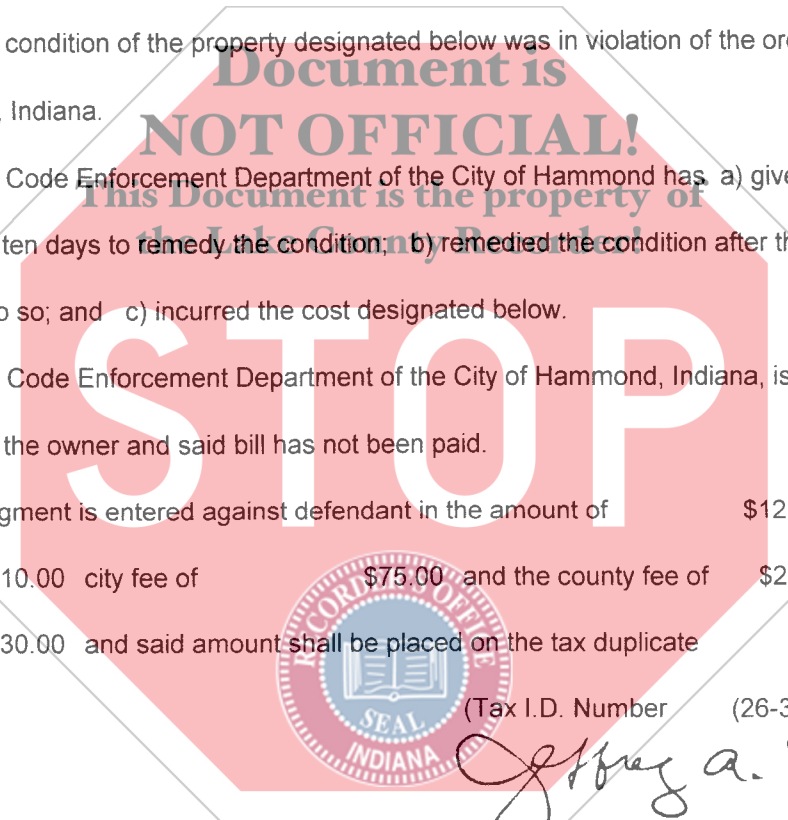 condition of the property designated below was in violation of the or
Document is
, Indiana.
NOT OFFICIAL!
Code Enforcement Department of the City of Hammond has a) give
This Document is the property of
ten days to remedy the condition; b) remedied the condition after th
the Lake County Recorder!
o so; and c) incurred the cost designated below.
STOP
Code Enforcement Department of the City of Hammond, Indiana, is
the owner and said bill has not been paid.
gment is entered against defendant in the amount of $12
10.00 city fee of $75.00 and the county fee of $2
30.00 and said amount shall be placed on the tax duplicate
RECORDER'S OFFICE
SEAL
INDIANA
(Tax I.D. Number (26-3
Jeffrey a.